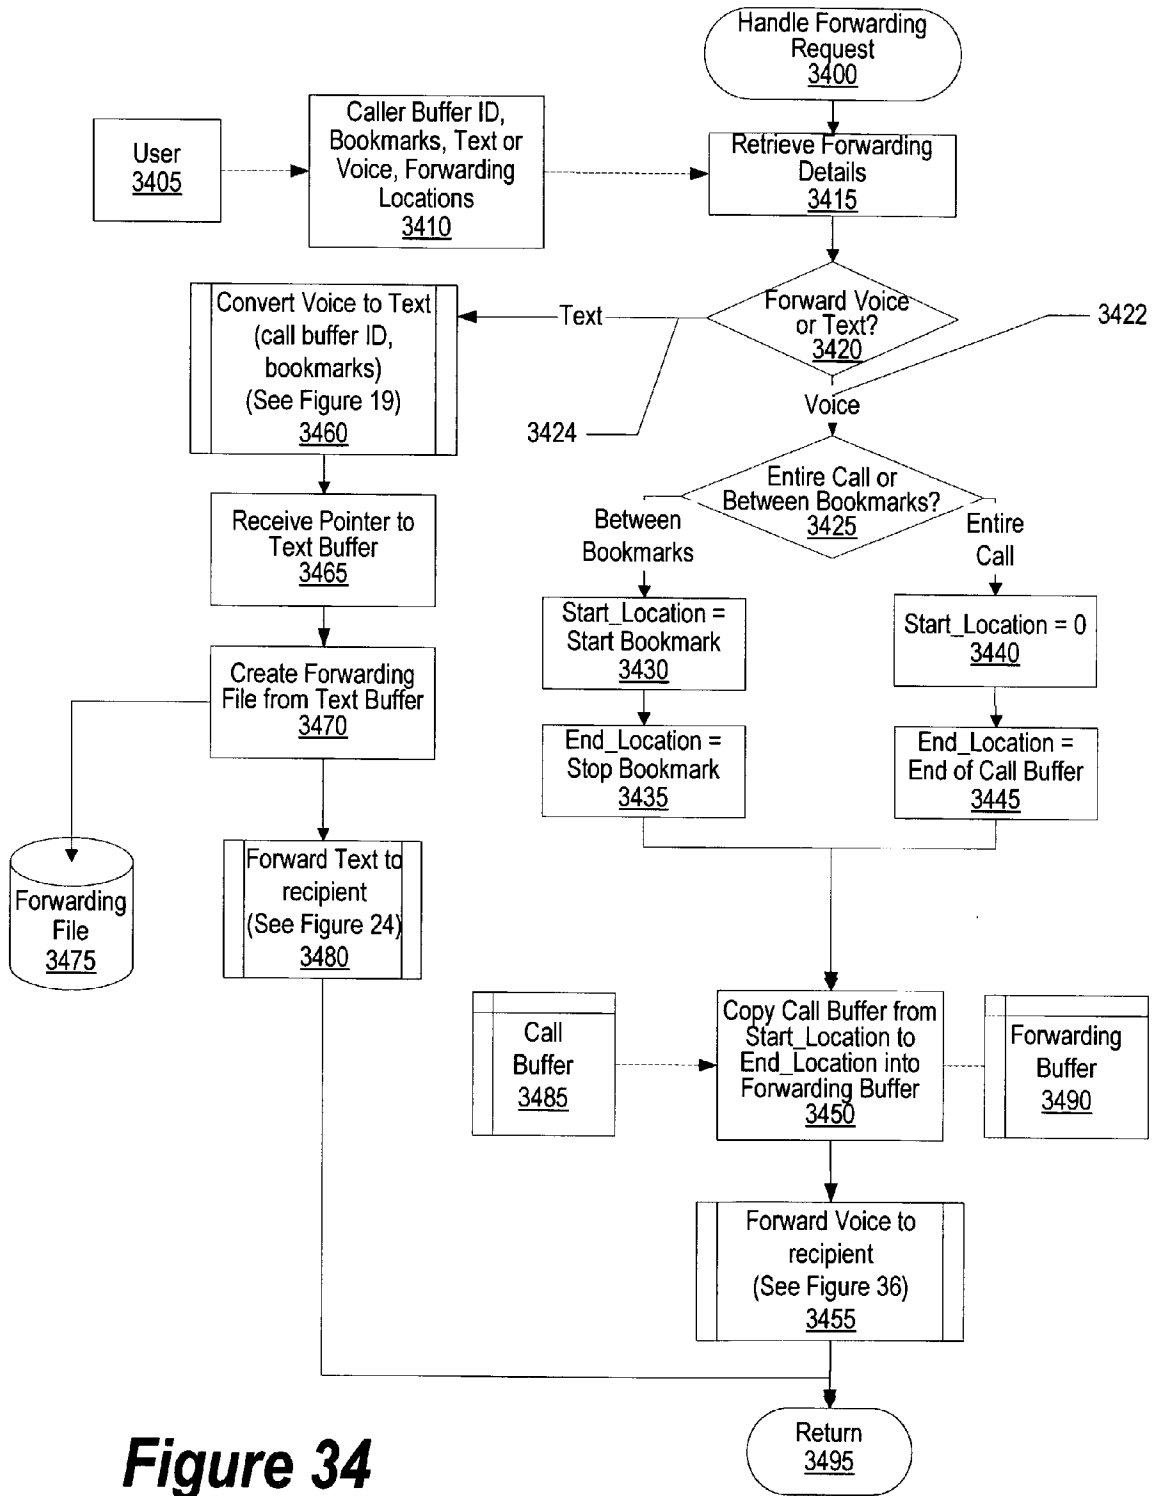 Handle Forwarding
Request
3400
User
3405
Caller Buffer ID,
Bookmarks, Text or
Voice, Forwarding
Locations
3410
Retrieve Forwarding
Details
3415
Forward Voice
or Text?
3420
3422
Text
3424
Voice
Convert Voice to Text
(call buffer ID,
bookmarks)
(See Figure 19)
3460
Entire Call or
Between Bookmarks?
3425
Between
Bookmarks
Entire
Call
Receive Pointer to
Text Buffer
3465
Start_Location =
Start Bookmark
3430
Start_Location = 0
3440
Create Forwarding
File from Text Buffer
3470
End_Location =
Stop Bookmark
3435
End_Location =
End of Call Buffer
3445
Forwarding
File
3475
Forward Text to
recipient
(See Figure 24)
3480
Call
Buffer
3485
Copy Call Buffer from
Start_Location to
End_Location into
Forwarding Buffer
3450
Forwarding
Buffer
3490
Forward Voice to
recipient
(See Figure 36)
3455
Return
3495
Figure 34